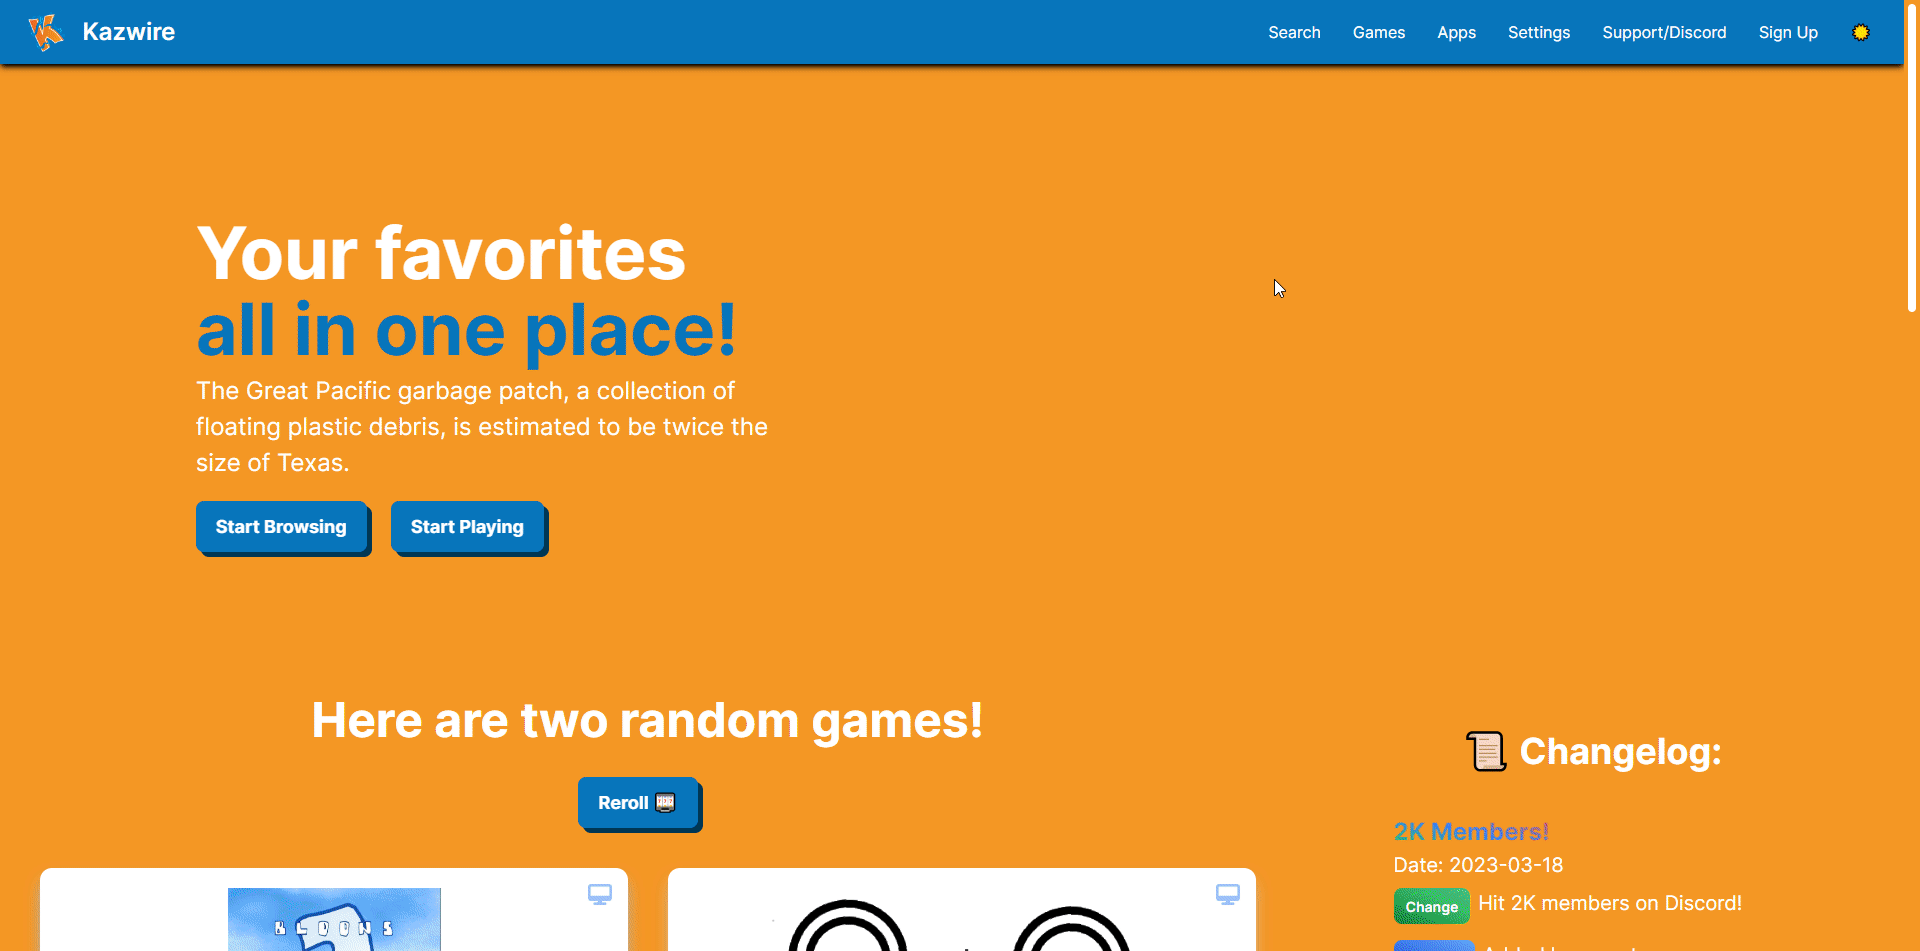 Kazwire
Search
Games
Apps
Settings
Support/Discord
Sign Up
Your favorites
all in one place!
The Great Pacific garbage patch, a collection of
floating plastic debris, is estimated to be twice the
size of Texas.
Start Browsing
Start Playing
Here are two random games!
Reroll
Changelog:
2K Members!
Date: 2023-03-18
Change
Hit 2K members on Discord!
BLOONS